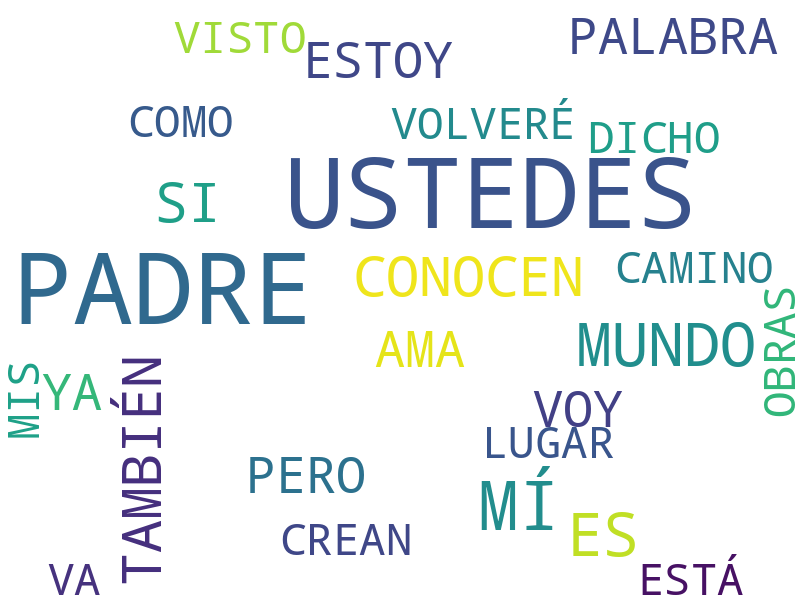 VISTO
ESTOY
PALABRA
COMO
VOLVERÉ
DICHO
SI
USTEDES
PADRE
CONOCEN
CAMINO
AMA
MUNDO
OBRAS
MIS
YA
TAMBIÉN
VOY
LUGAR
PERO
MÍ
CREAN
ES
VA
ESTÁ